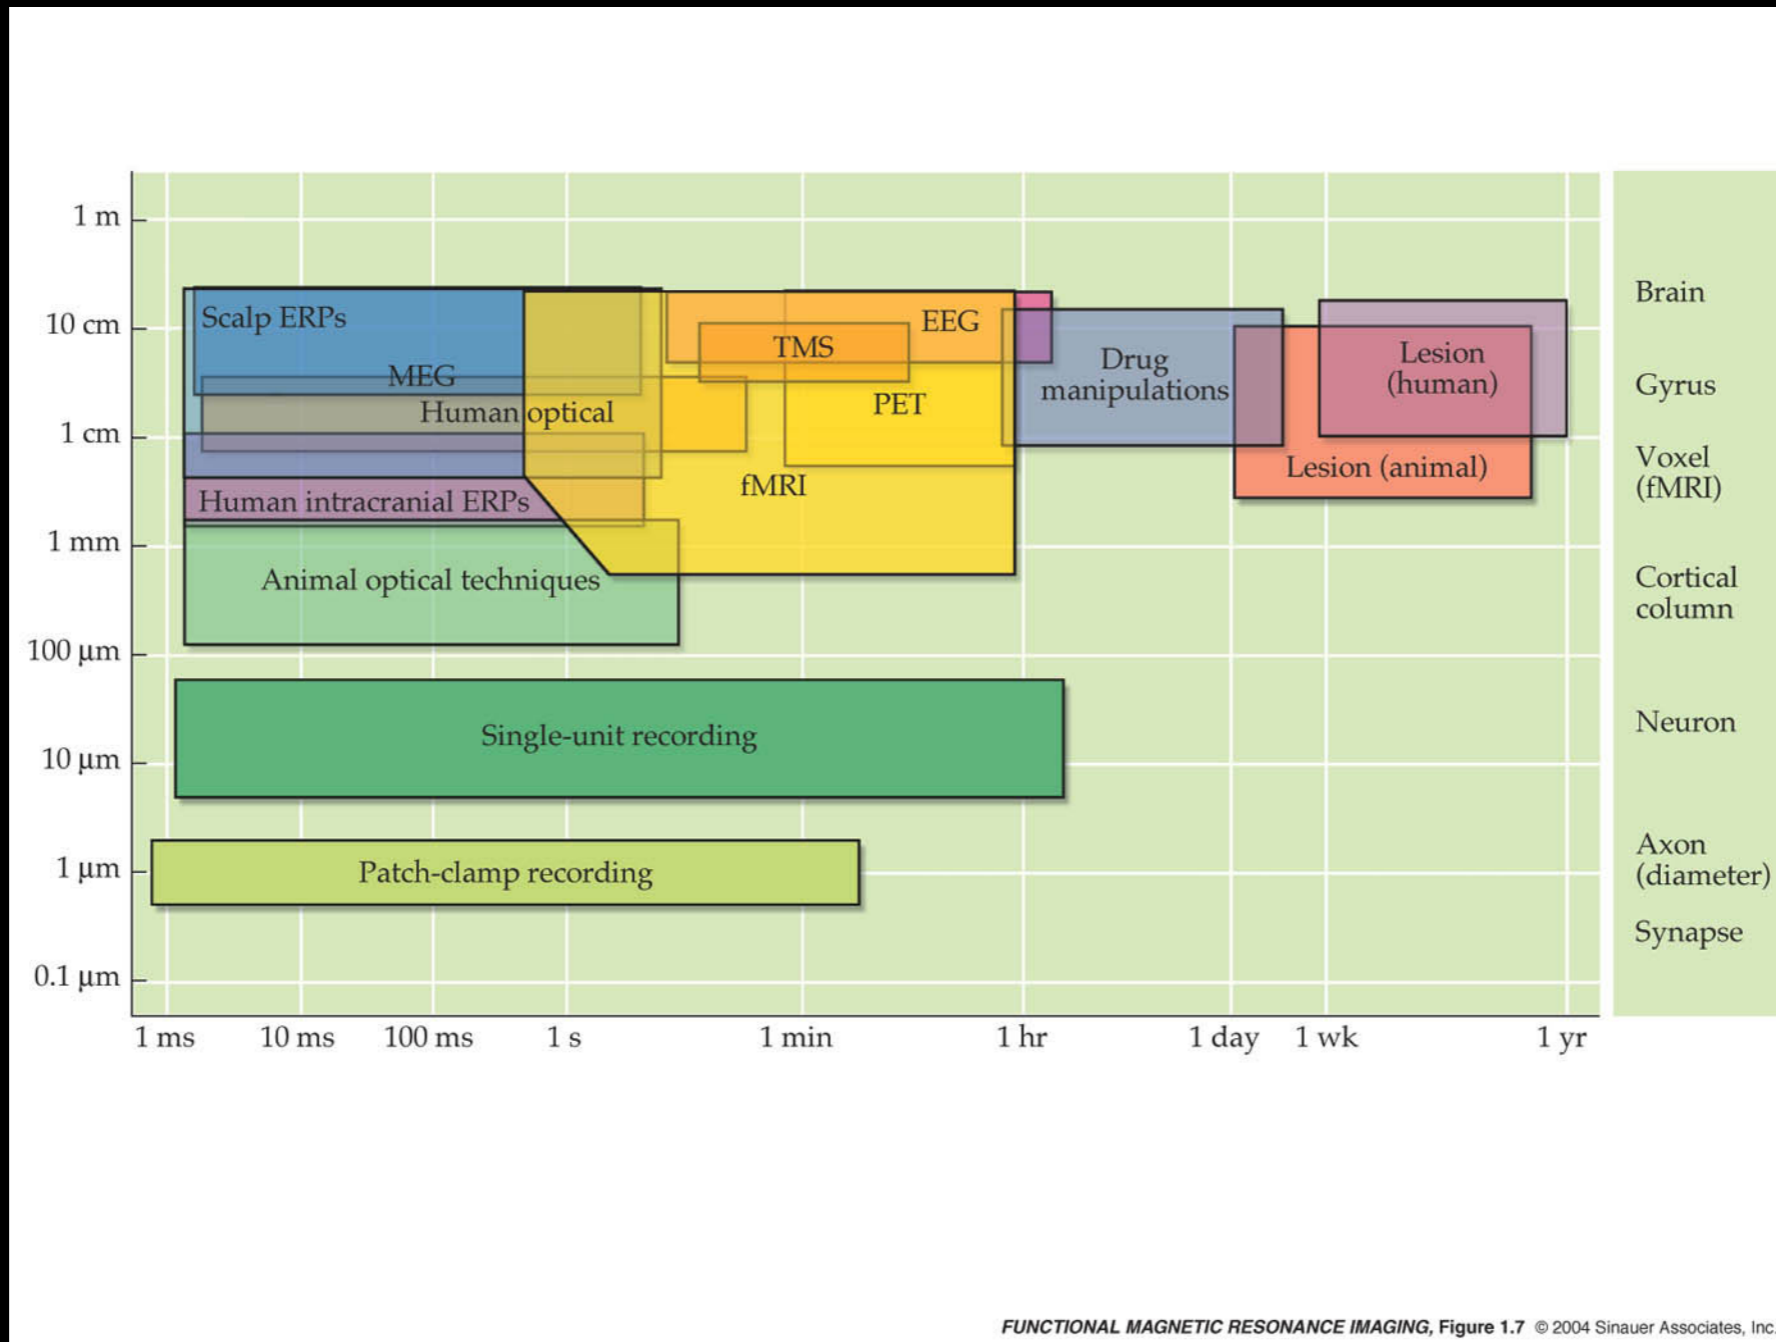 1 m
10 cm
1 cm
1 mm
100 µm
10 µm
1 µm
0.1 µm
Scalp ERPs
MEG
Human optical
Human intracranial ERPs
Animal optical techniques
EEG
TMS
PET
fMRI
Drug
manipulations
Lesion
(human)
Lesion (animal)
Single-unit recording
Patch-clamp recording
Brain
Gyrus
Voxel
(fMRI)
Cortical
column
Neuron
Axon
(diameter)
Synapse
1 ms
10 ms
100 ms
1 s
1 min
1 hr
1 day
1 wk
1 yr
FUNCTIONAL MAGNETIC RESONANCE IMAGING, Figure 1.7 © 2004 Sinauer Associates, Inc.